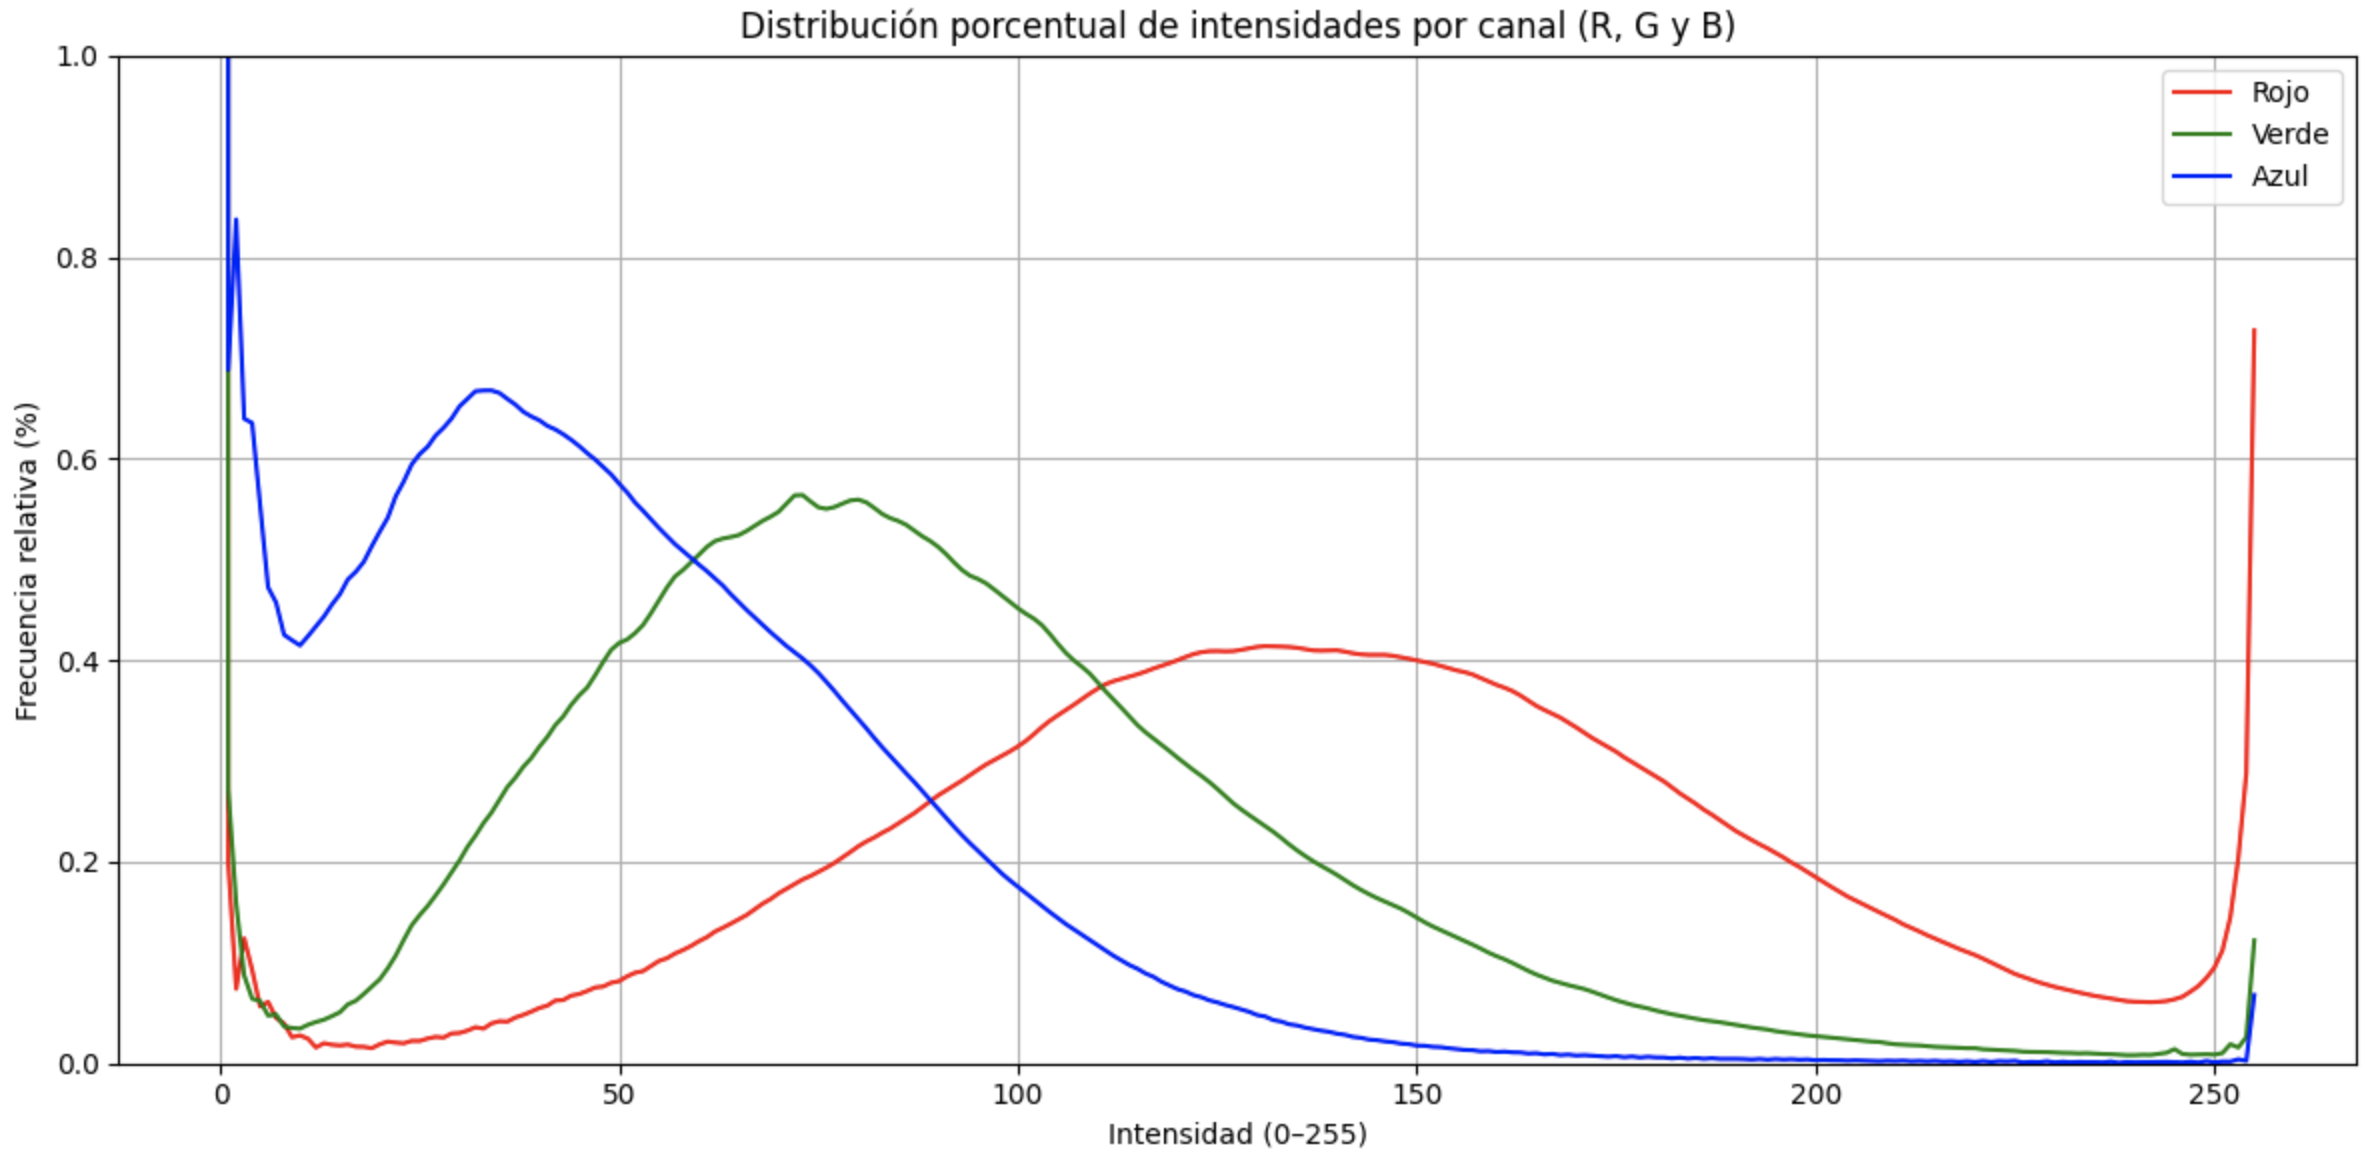 Distribución porcentual de intensidades por canal (R, G y B)
Rojo
Verde
Azul
Frecuencia relativa (%)
1.0
0.8
0.6
0.4
0.2
0.0
0 50 100 150 200 250
Intensidad (0–255)